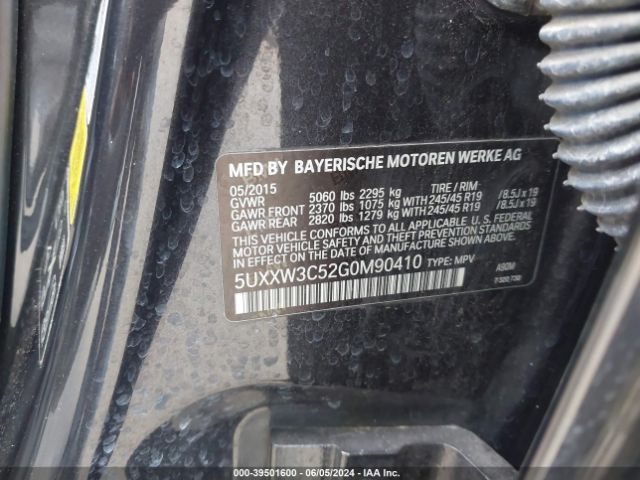 MFD BY BAYERISCHE MOTOREN WERKE AG
05/2015 TIRE / RIM
GVWR 5060 lbs 2295 kg
GAWR FRONT 2370 lbs 1075 kg WITH 245/45 R19 / 8.5J x 19
GAWR REAR 2820 lbs 1279 kg WITH 245/45 R19 / 8.5J x 19
THIS VEHICLE CONFORMS TO ALL APPLICABLE U.S. FEDERAL
MOTOR VEHICLE SAFETY STANDARDS IN EFFECT ON THE
DATE OF MANUFACTURE SHOWN ABOVE.
5UXXW3C52G0M90410 TYPE: MPV A90M
000-39501600 - 06/05/2024 - IAA Inc.